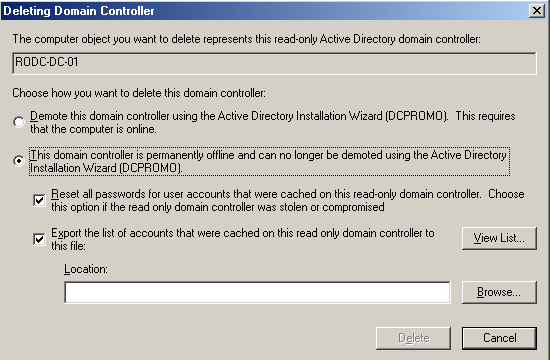 Deleting Domain Controller
The computer object you want to delete represents this read-only Active Directory domain controller:
RODC-DC-01
Choose how you want to delete this domain controller:
Demote this domain controller using the Active Directory Installation Wizard (DCPROMO). This requires
that the computer is online.
This domain controller is permanently offline and can no longer be demoted using the Active Directory
Installation Wizard (DCPROMO).
Reset all passwords for user accounts that were cached on this read-only domain controller. Choose
this option if the read only domain controller was stolen or compromised
Export the list of accounts that were cached on this read only domain controller to
this file:
View List...
Location:
Browse...
Delete
Cancel